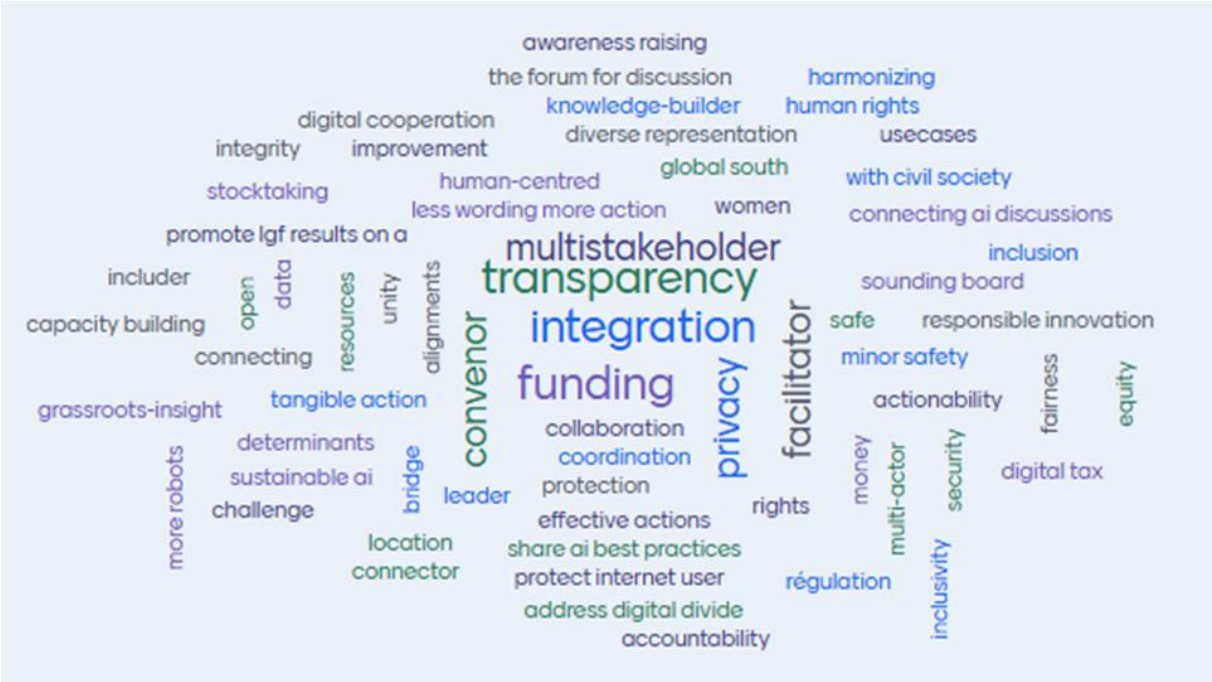 awareness raising
the forum for discussion
harmonizing
knowledge-builder
human rights
digital cooperation
diverse representation
usecases
integrity
improvement
global south
with civil society
stocktaking
human-centred
less wording more action
women
connecting ai discussions
promote Igf results on a
multistakeholder
inclusion
includer
open
data
resources
unity
alignments
transparency
sounding board
capacity building
integration
facilitator
safe
responsible innovation
connecting
convenor
funding
privacy
minor safety
fairness
equity
grassroots-insight
tangible action
actionability
collaboration
determinants
coordination
sustainable ai
bridge
leader
protection
money
multi-actor
security
digital tax
more robots
challenge
effective actions
rights
location
share ai best practices
connector
protect internet user
régulation
inclusivity
address digital divide
accountability